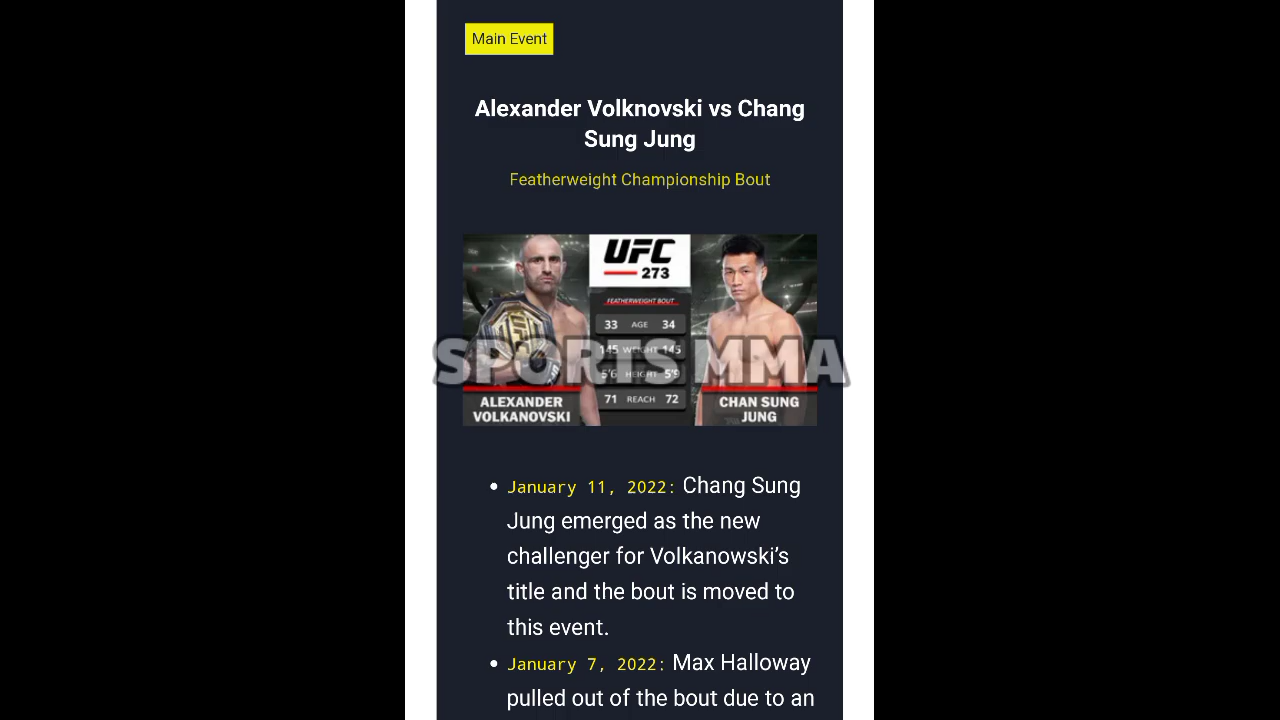 Main Event
Alexander Volknovski vs Chang
Sung Jung
Featherweight Championship Bout
UFC
273
FEATHERWEIGHT BOUT
33 AGE 34
145 WEIGHT 145
5'6 HEIGHT 5'9
71 REACH 72
SPORTS MMA
ALEXANDER
VOLKANOVSKI
CHAN SUNG
JUNG
• January 11, 2022: Chang Sung
Jung emerged as the new
challenger for Volkanowski’s
title and the bout is moved to
this event.
• January 7, 2022: Max Halloway
pulled out of the bout due to an